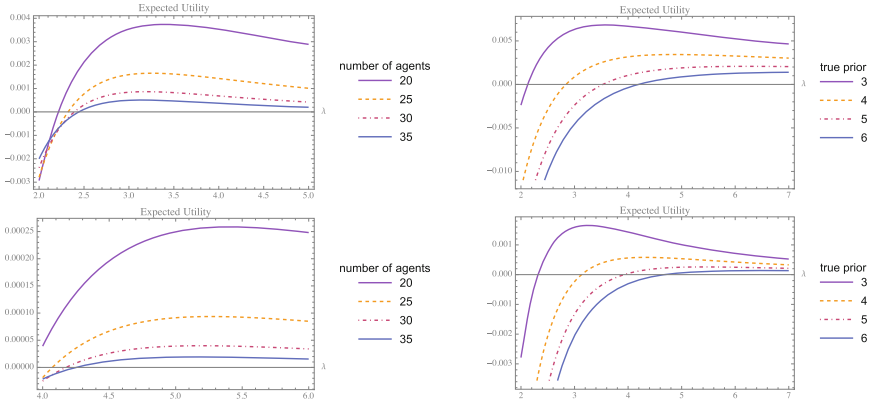 Expected Utility
0.004
0.003
0.002
0.001
0.000
−0.001
−0.002
−0.003
2.0 2.5 3.0 3.5 4.0 4.5 5.0
λ
number of agents
20
25
30
35
Expected Utility
0.005
0.000
−0.005
−0.010
2 3 4 5 6 7
λ
true prior
3
4
5
6
Expected Utility
0.00025
0.00020
0.00015
0.00010
0.00005
0.00000
4.0 4.5 5.0 5.5 6.0
λ
number of agents
20
25
30
35
Expected Utility
0.001
0.000
−0.001
−0.002
−0.003
2 3 4 5 6 7
λ
true prior
3
4
5
6